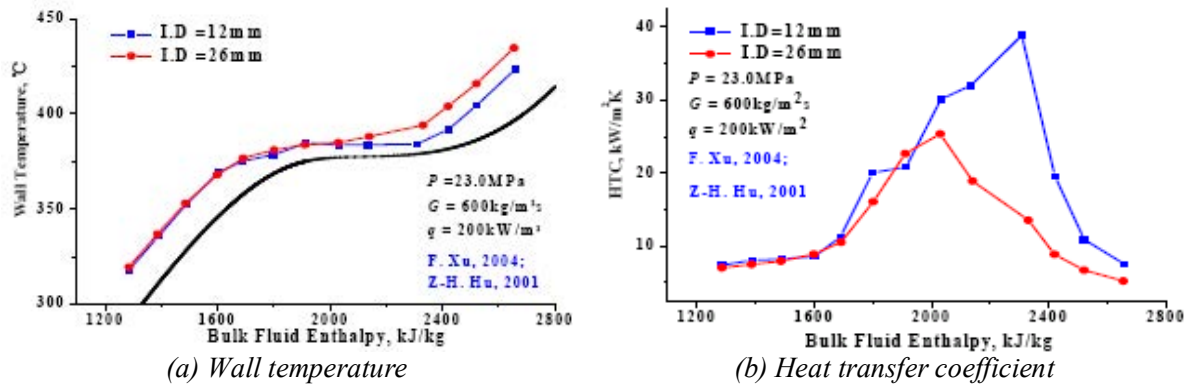 450
400
350
300
Wall Temperature, ℃
I.D=12mm
I.D=26mm
P =23.0MPa
G = 600kg/m²s
q = 200kW/m²
F. Xu, 2004;
Z-H. Hu, 2001
1200 1600 2000 2400 2800
Bulk Fluid Enthalpy, kJ/kg
(a) Wall temperature
40
30
20
10
HTC, kW/m²K
I.D=12mm
I.D=26mm
P = 23.0MPa
G = 600kg/m²s
q = 200kW/m²
F. Xu, 2004;
Z-H. Hu, 2001
1200 1600 2000 2400 2800
Bulk Fluid Enthalpy, kJ/kg
(b) Heat transfer coefficient